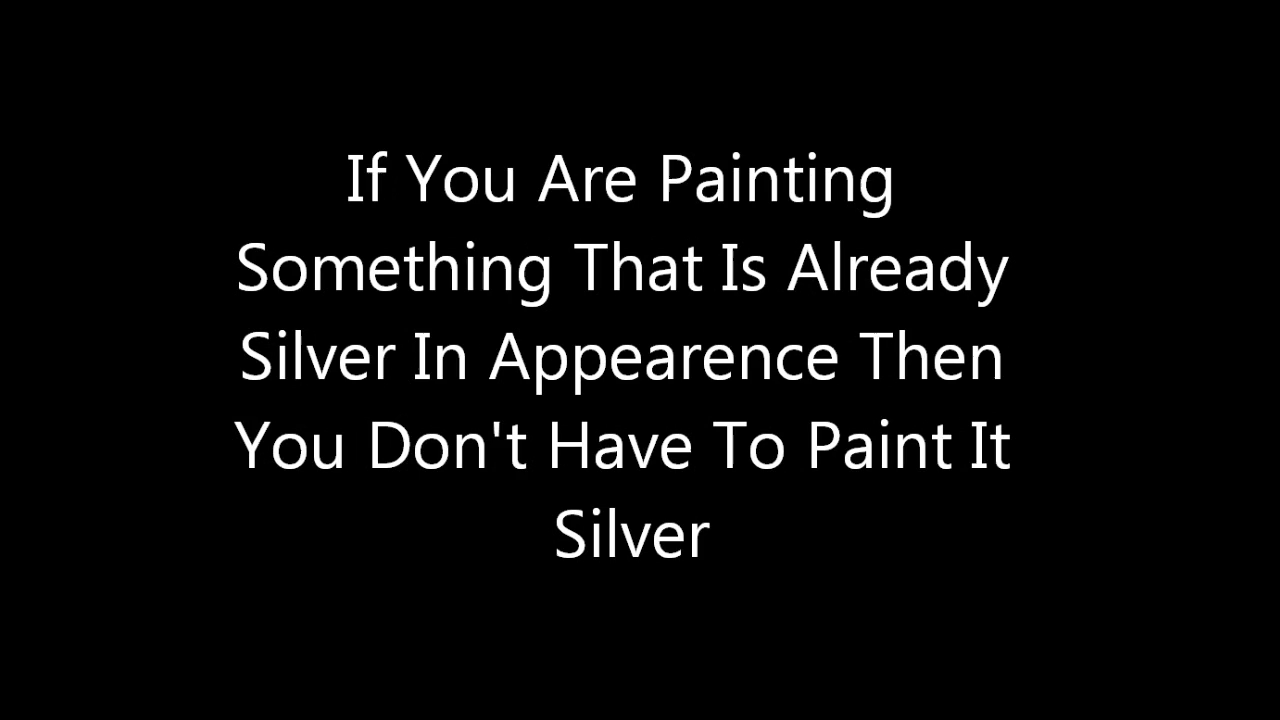 If You Are Painting
Something That Is Already
Silver In Appearence Then
You Don't Have To Paint It
Silver